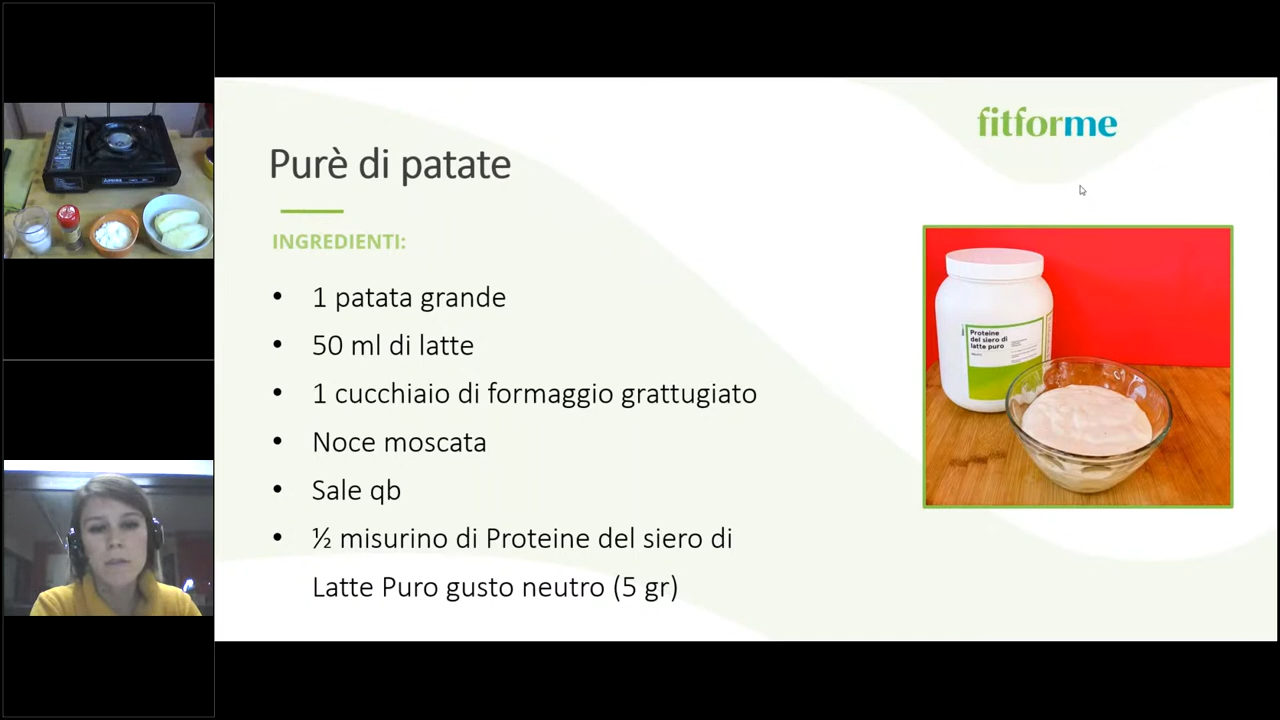 fitforme
Purè di patate
INGREDIENTI:
• 1 patata grande
• 50 ml di latte
• 1 cucchiaio di formaggio grattugiato
• Noce moscata
• Sale qb
• ½ misurino di Proteine del siero di
Latte Puro gusto neutro (5 gr)
Proteine
del siero di
latte puro